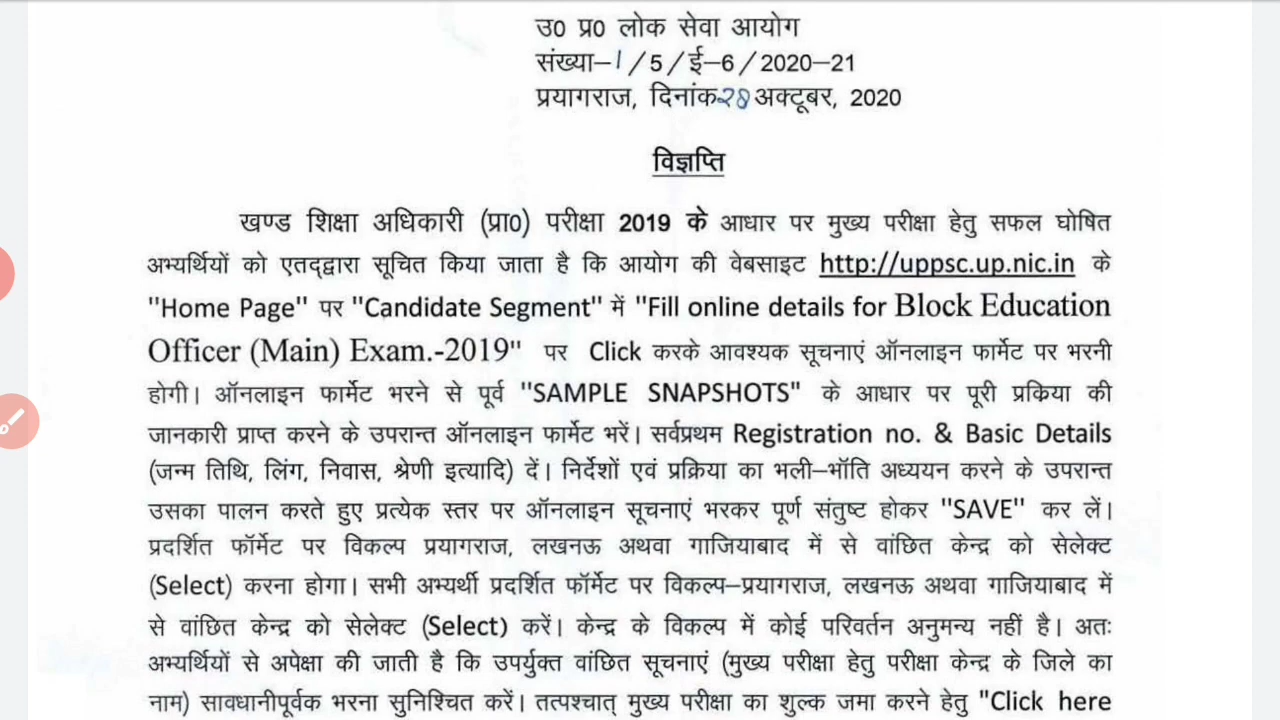 उ0 प्र0 लोक सेवा आयोग
संख्या–1/5/ई–6/2020–21
प्रयागराज, दिनांक28अक्टूबर, 2020
विज्ञप्ति
खण्ड शिक्षा अधिकारी (प्रा0) परीक्षा 2019 के आधार पर मुख्य परीक्षा हेतु सफल घोषित
अभ्यर्थियों को एतद्द्वारा सूचित किया जाता है कि आयोग की वेबसाइट http://uppsc.up.nic.in के
"Home Page" पर "Candidate Segment" में "Fill online details for Block Education
Officer (Main) Exam.-2019" पर Click करके आवश्यक सूचनाएं ऑनलाइन फार्मेट पर भरनी
होगी। ऑनलाइन फार्मेट भरने से पूर्व "SAMPLE SNAPSHOTS" के आधार पर पूरी प्रक्रिया की
जानकारी प्राप्त करने के उपरान्त ऑनलाइन फार्मेट भरें। सर्वप्रथम Registration no. & Basic Details
(जन्म तिथि, लिंग, निवास, श्रेणी इत्यादि) दें। निर्देशों एवं प्रक्रिया का भली–भॉति अध्ययन करने के उपरान्त
उसका पालन करते हुए प्रत्येक स्तर पर ऑनलाइन सूचनाएं भरकर पूर्ण संतुष्ट होकर "SAVE" कर लें।
प्रदर्शित फॉर्मेट पर विकल्प प्रयागराज, लखनऊ अथवा गाजियाबाद में से वांछित केन्द्र को सेलेक्ट
(Select) करना होगा। सभी अभ्यर्थी प्रदर्शित फॉर्मेट पर विकल्प–प्रयागराज, लखनऊ अथवा गाजियाबाद में
से वांछित केन्द्र को सेलेक्ट (Select) करें। केन्द्र के विकल्प में कोई परिवर्तन अनुमन्य नहीं है। अतः
अभ्यर्थियों से अपेक्षा की जाती है कि उपर्युक्त वांछित सूचनाएं (मुख्य परीक्षा हेतु परीक्षा केन्द्र के जिले का
नाम) सावधानीपूर्वक भरना सुनिश्चित करें। तत्पश्चात् मुख्य परीक्षा का शुल्क जमा करने हेतु "Click here